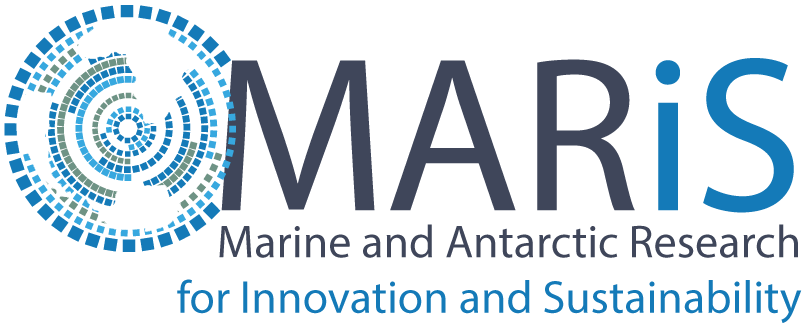 MARiS
Marine and Antarctic Research
for Innovation and Sustainability